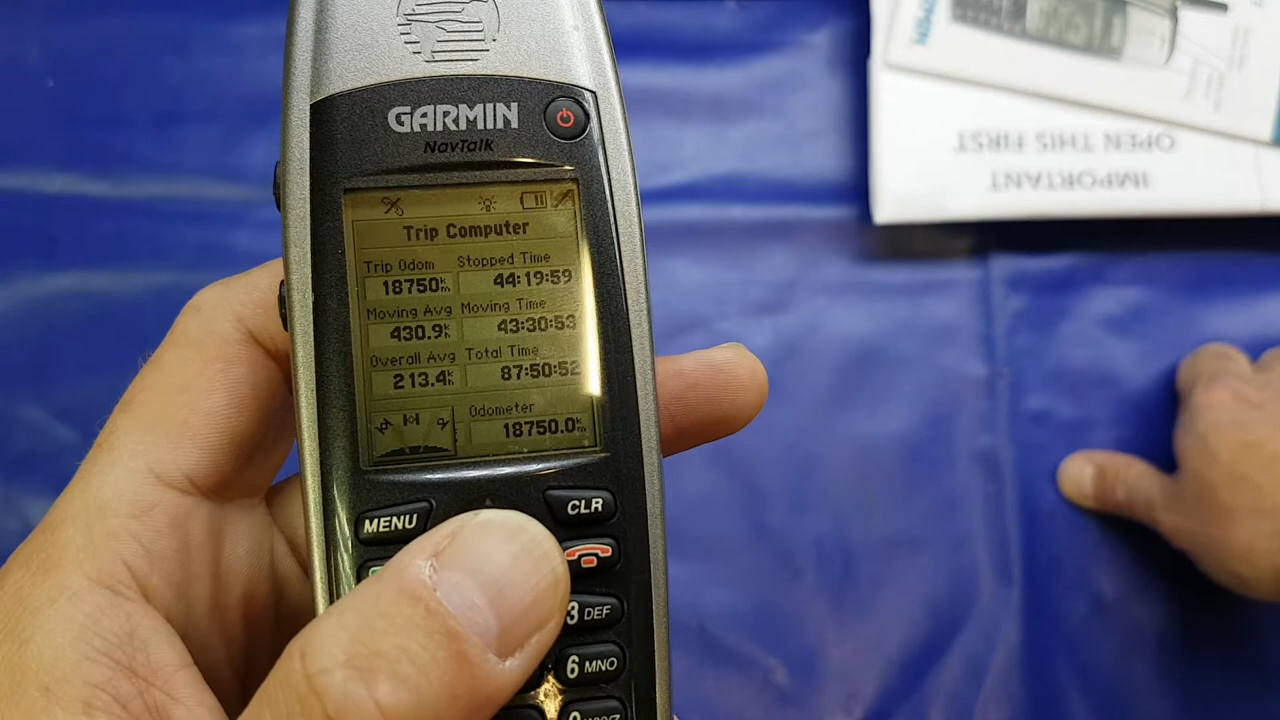 GARMIN
NavTalk
Trip Computer
Trip Odom Stopped Time
18750km 44:19:59
Moving Avg Moving Time
430.9 43:30:53
Overall Avg Total Time
213.4 87:50:52
Odometer
18750.0km
MENU CLR
3 DEF
6 MNO
IMPORTANT
OPEN THIS FIRST